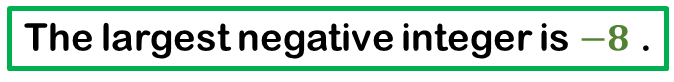 The largest negative integer is −8 .